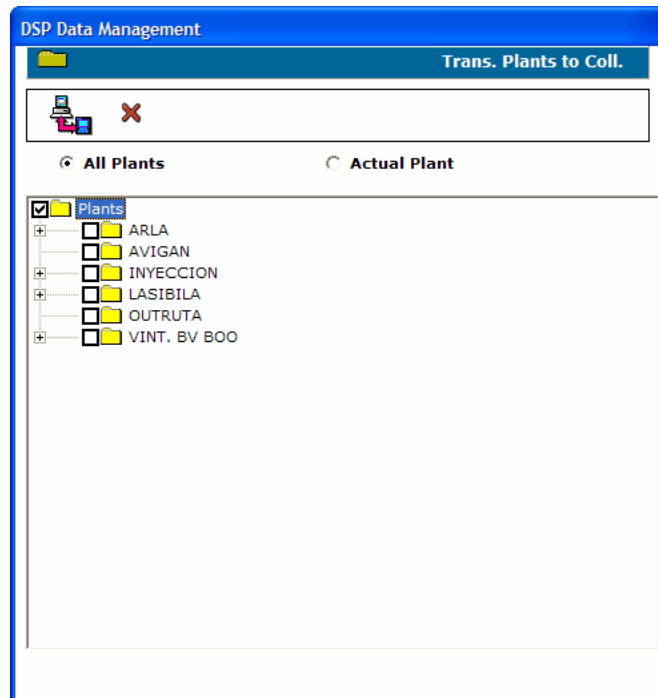 DSP Data Management
Trans. Plants to Coll.
All Plants Actual Plant
Plants
ARLA
AVIGAN
INYECCION
LASIBILA
OUTRUTA
VINT. BV BOO